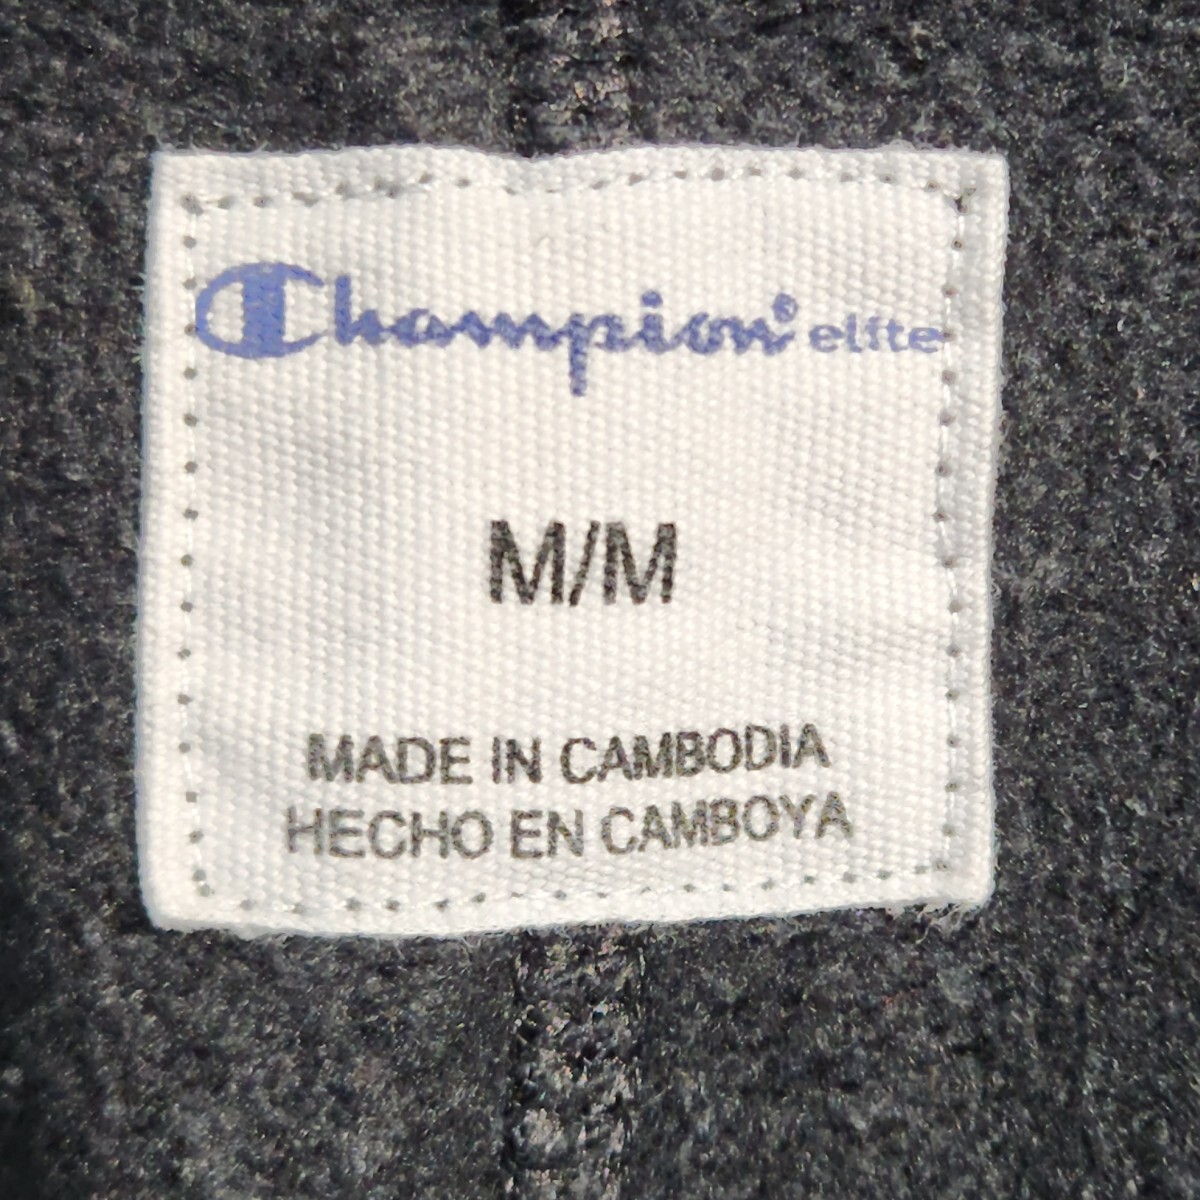 Champion® elite
M/M
MADE IN CAMBODIA
HECHO EN CAMBOYA